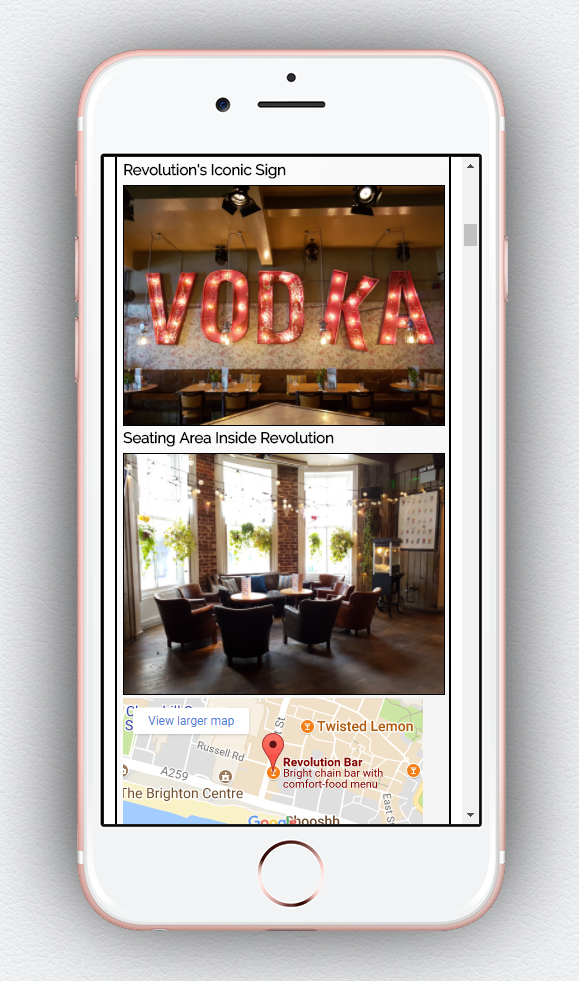 Revolution's Iconic Sign
VODKA
Seating Area Inside Revolution
View larger map
Twisted Lemon
Russell Rd
Revolution Bar
Bright chain bar with
comfort-food menu
A259
The Brighton Centre
East S
Google